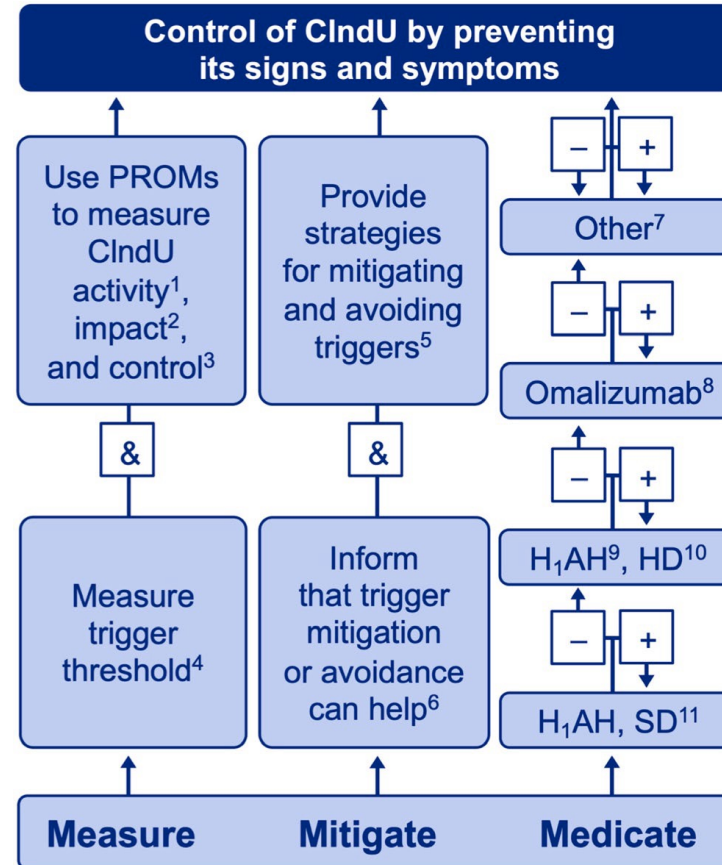 Control of CIndU by preventing
its signs and symptoms
Use PROMs
to measure
CIndU
activity¹,
impact²,
and control³
&
Measure
trigger
threshold⁴
Measure
Provide
strategies
for mitigating
and avoiding
triggers⁵
&
Inform
that trigger
mitigation
or avoidance
can help⁶
Mitigate
– +
Other⁷
– +
Omalizumab⁸
– +
H₁AH⁹, HD¹⁰
– +
H₁AH, SD¹¹
Medicate